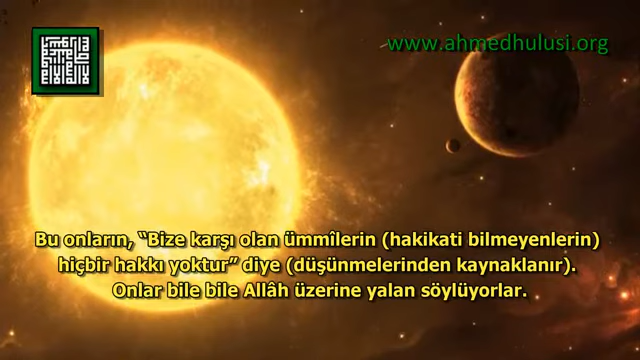 www.ahmedhulusi.org
Bu onların, “Bize karşı olan ümmîlerin (hakikati bilmeyenlerin)
hiçbir hakkı yoktur” diye (düşünmelerinden kaynaklanır).
Onlar bile bile Allâh üzerine yalan söylüyorlar.